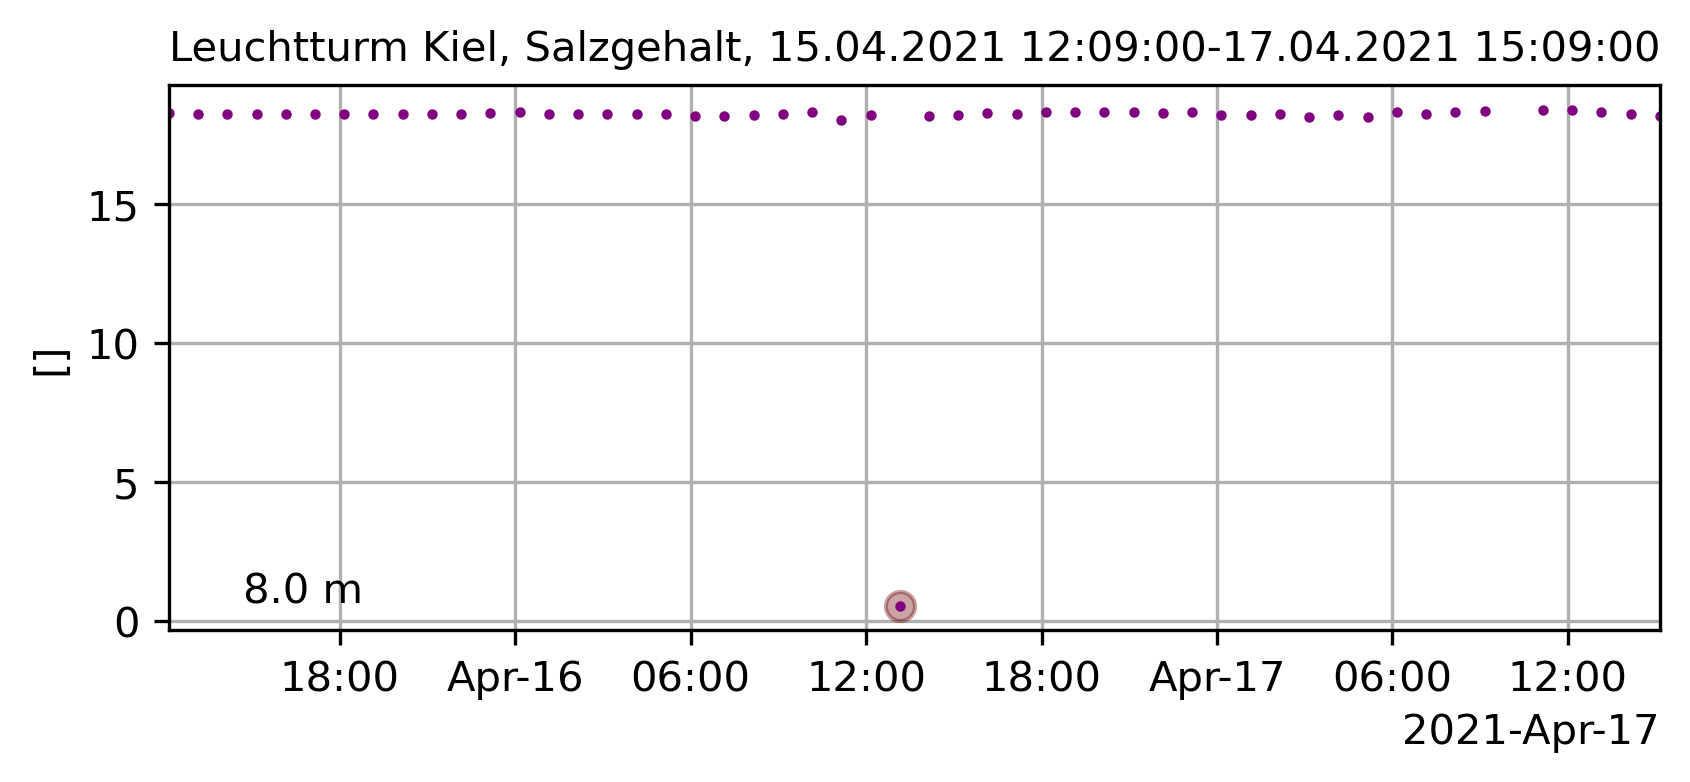 Leuchtturm Kiel, Salzgehalt, 15.04.2021 12:09:00-17.04.2021 15:09:00
15
10
5
0
[]
8.0 m
18:00 Apr-16 06:00 12:00 18:00 Apr-17 06:00 12:00
2021-Apr-17